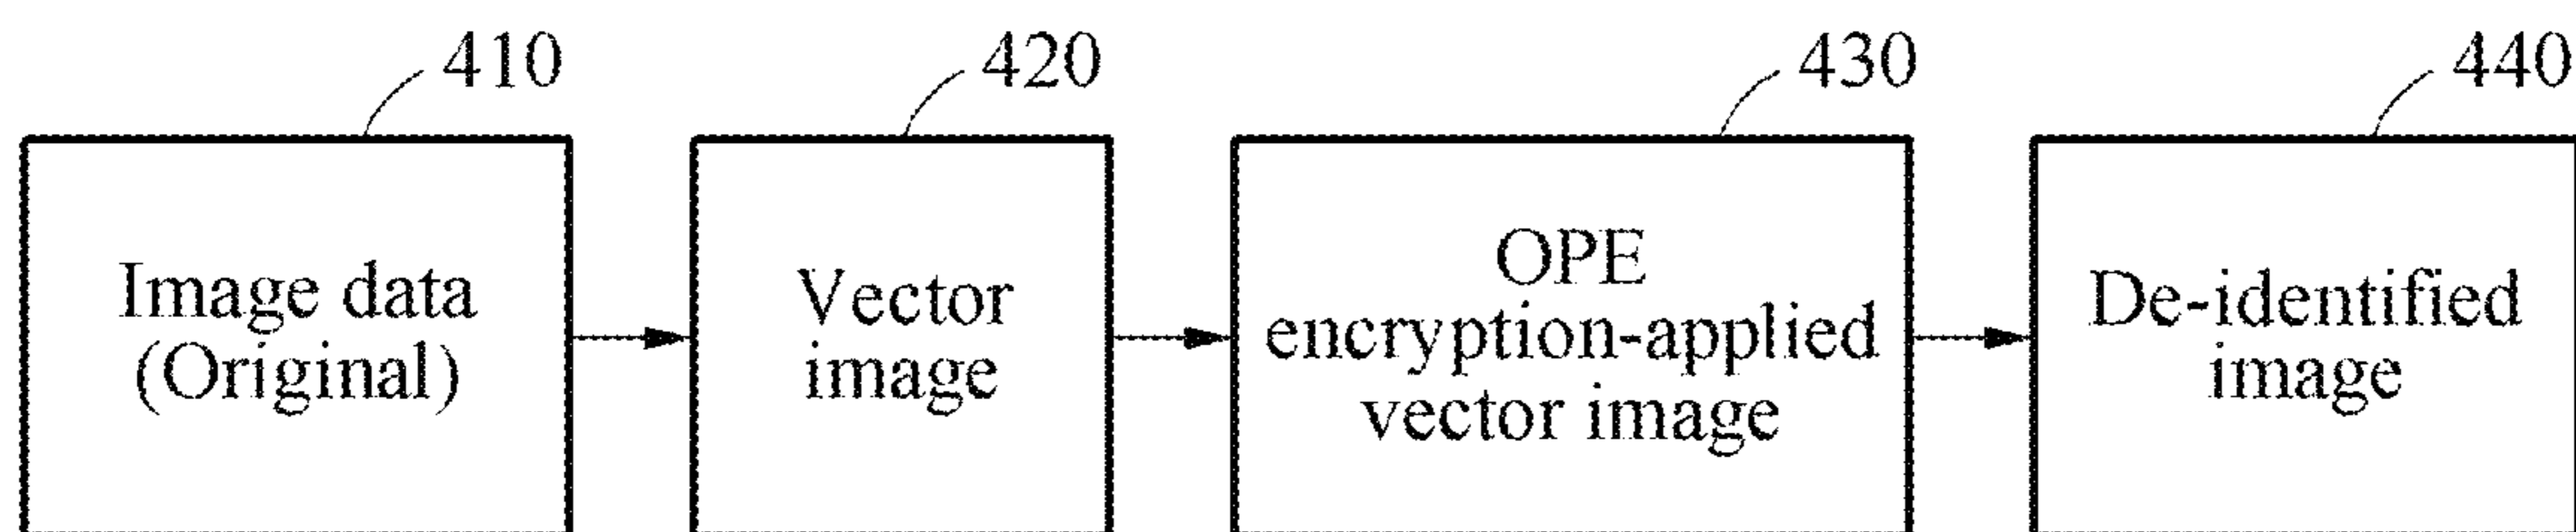 410
420
430
440
Image data
(Original)
Vector
image
OPE
encryption-applied
vector image
De-identified
image